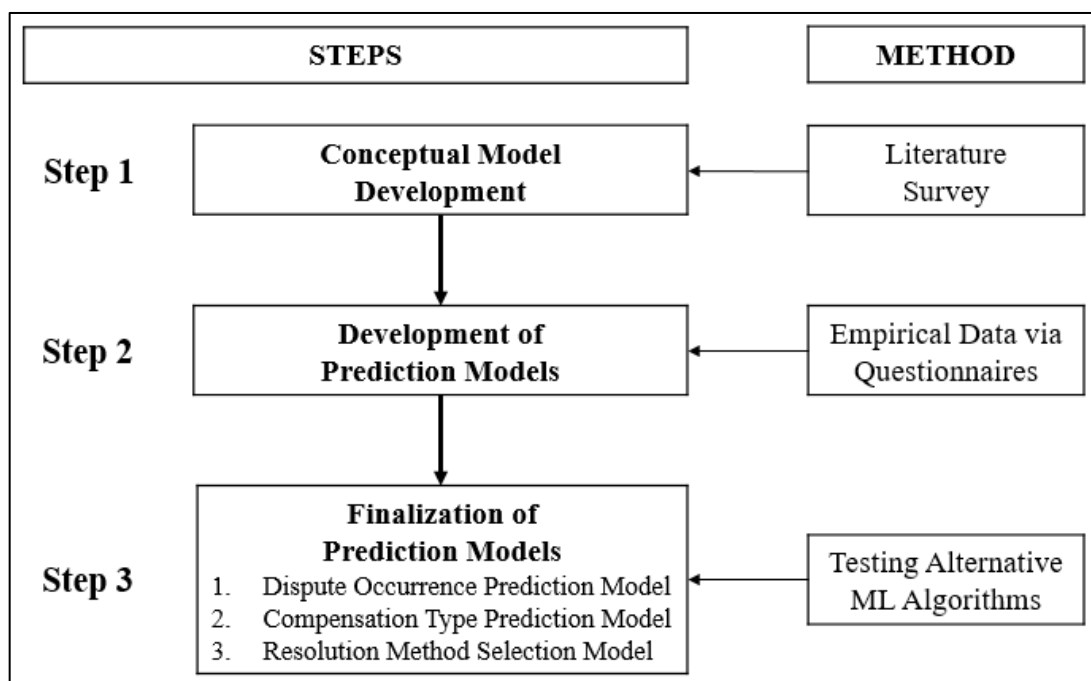 STEPS
METHOD
Step 1
Conceptual Model
Development
Literature
Survey
Step 2
Development of
Prediction Models
Empirical Data via
Questionnaires
Step 3
Finalization of
Prediction Models
1. Dispute Occurrence Prediction Model
2. Compensation Type Prediction Model
3. Resolution Method Selection Model
Testing Alternative
ML Algorithms